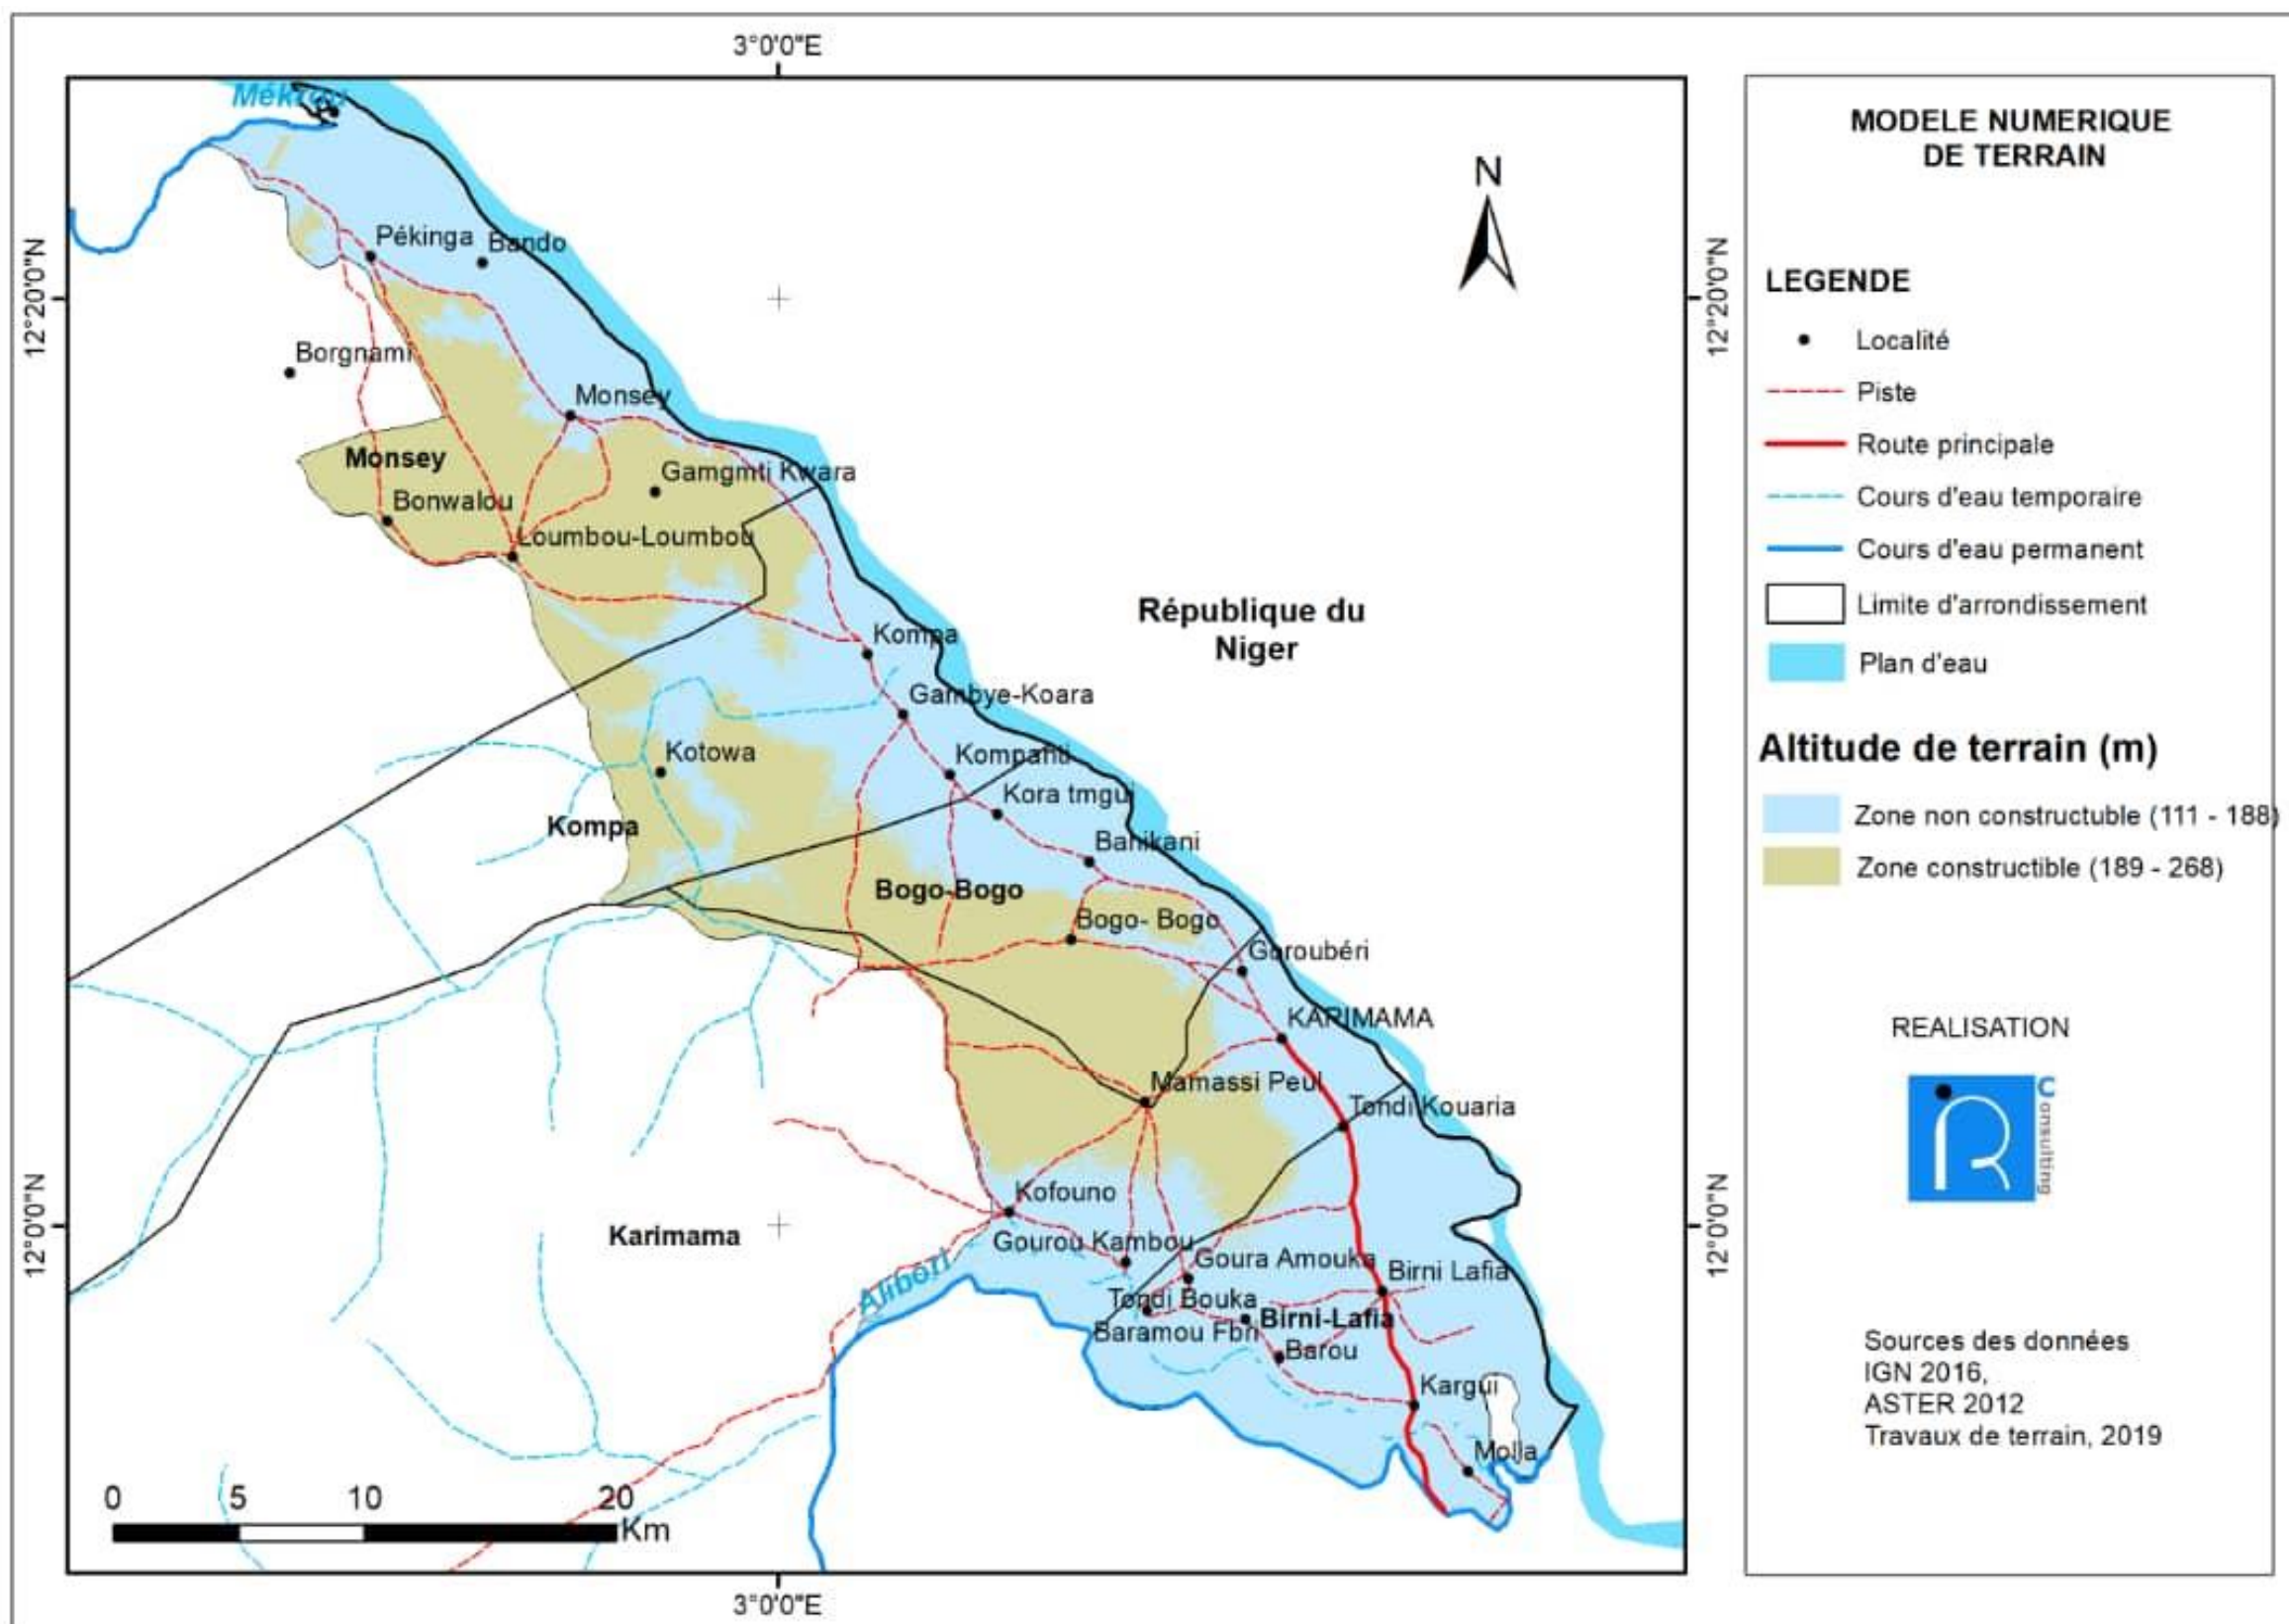 3°0'0"E
Mékrou
12°20'0"N
12°20'0"N
N
Pékinga
Bando
Borgnami
Monsey
Monsey
Gamgmti Kwara
Bonwalou
Loumbou-Loumbou
République du
Niger
Kompa
Gambye-Koara
Kotowa
Kompanti
Kora tmgui
Kompa
Banikani
Bogo-Bogo
Bogo- Bogo
Goroubéri
KARIMAMA
Mamassi Peul
Tondi Kouaria
12°0'0"N
12°0'0"N
Kofouno
Karimama
Gourou Kambou
Goura Amouka
Alibori
Birni Lafia
Tondi Bouka
Birni-Lafia
Baramou Fbn
Barou
Kargui
Molla
0 5 10 20
Km
3°0'0"E
MODELE NUMERIQUE
DE TERRAIN
LEGENDE
Localité
Piste
Route principale
Cours d'eau temporaire
Cours d'eau permanent
Limite d'arrondissement
Plan d'eau
Altitude de terrain (m)
Zone non constructuble (111 - 188)
Zone constructible (189 - 268)
REALISATION
R
Consulting
Sources des données
IGN 2016,
ASTER 2012
Travaux de terrain, 2019